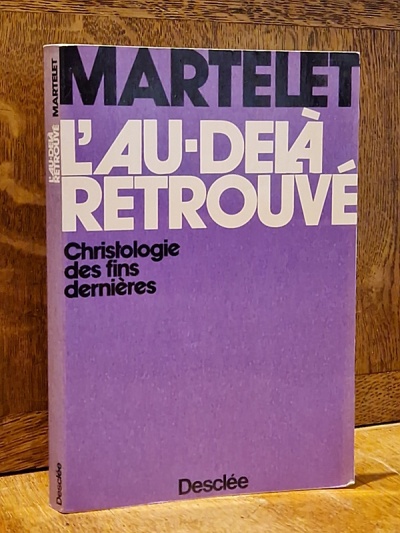 MARTELET
L'AU-DELÀ
RETROUVÉ
Christologie
des fins
dernières
Desclée
L'AU-DELÀ
RETROUVÉ
MARTELET
Desclée